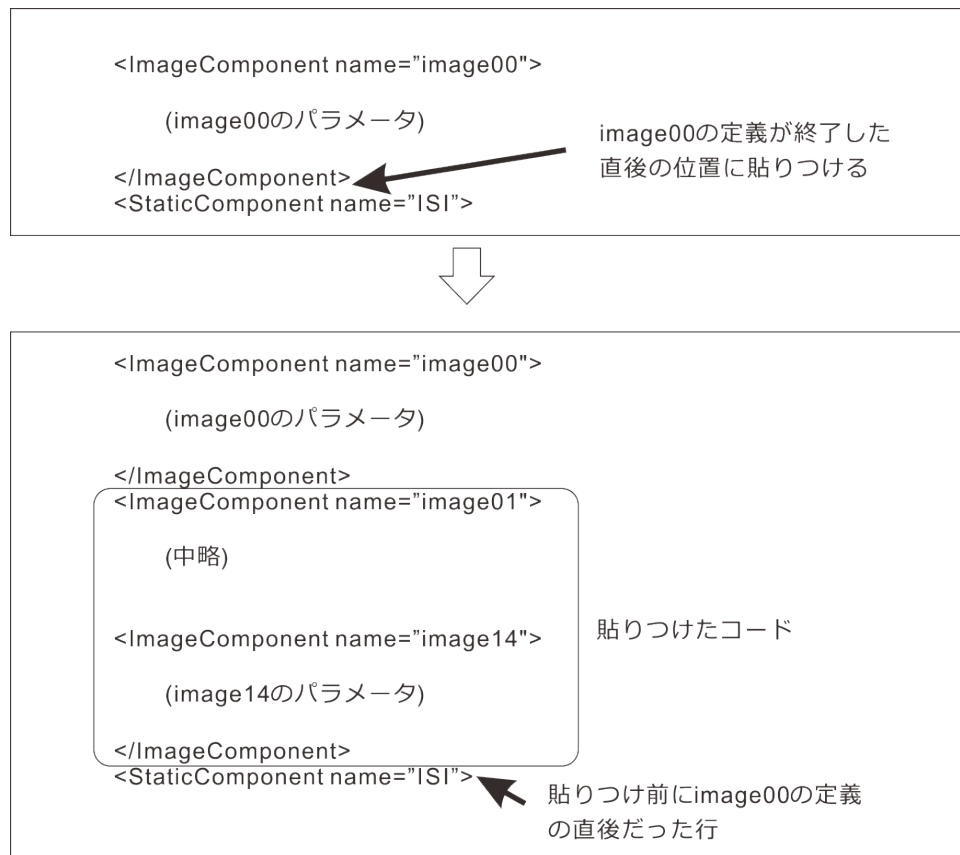 <ImageComponent name=”image00">
(image00のパラメータ)
image00の定義が終了した
直後の位置に貼りつける
</ImageComponent>
<StaticComponent name=”ISI”>
<ImageComponent name=”image00">
(image00のパラメータ)
</ImageComponent>
<ImageComponent name=”image01">
(中略)
<ImageComponent name=”image14">
貼りつけたコード
(image14のパラメータ)
</ImageComponent>
<StaticComponent name=”ISI”>
貼りつけ前にimage00の定義
の直後だった行